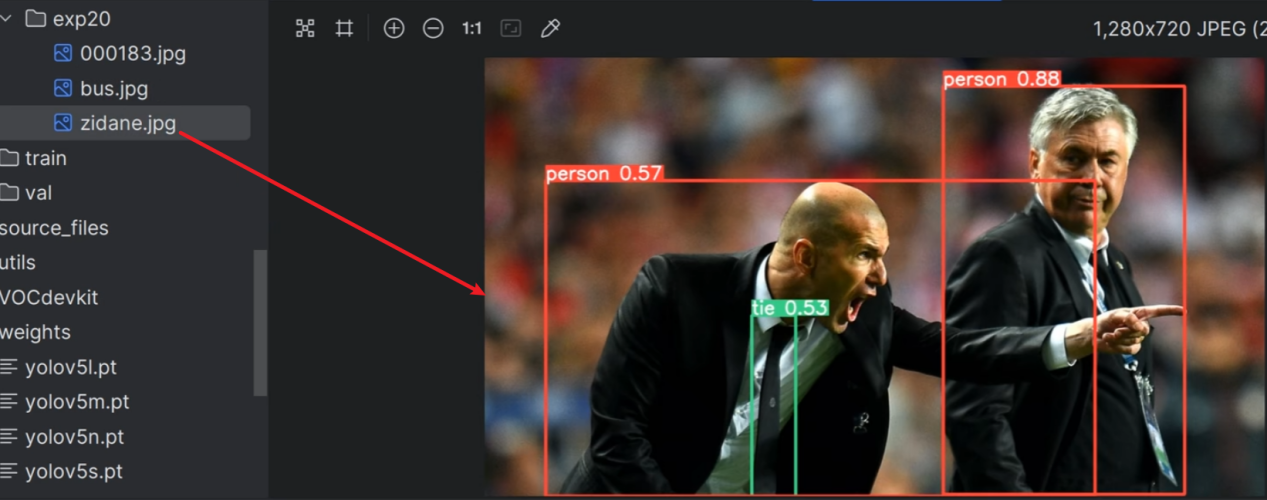 exp20
000183.jpg
bus.jpg
zidane.jpg
train
val
source_files
utils
VOCdevkit
weights
yolov5l.pt
yolov5m.pt
yolov5n.pt
yolov5s.pt
1:1
1,280x720 JPEG (2
person 0.88
person 0.57
tie 0.53